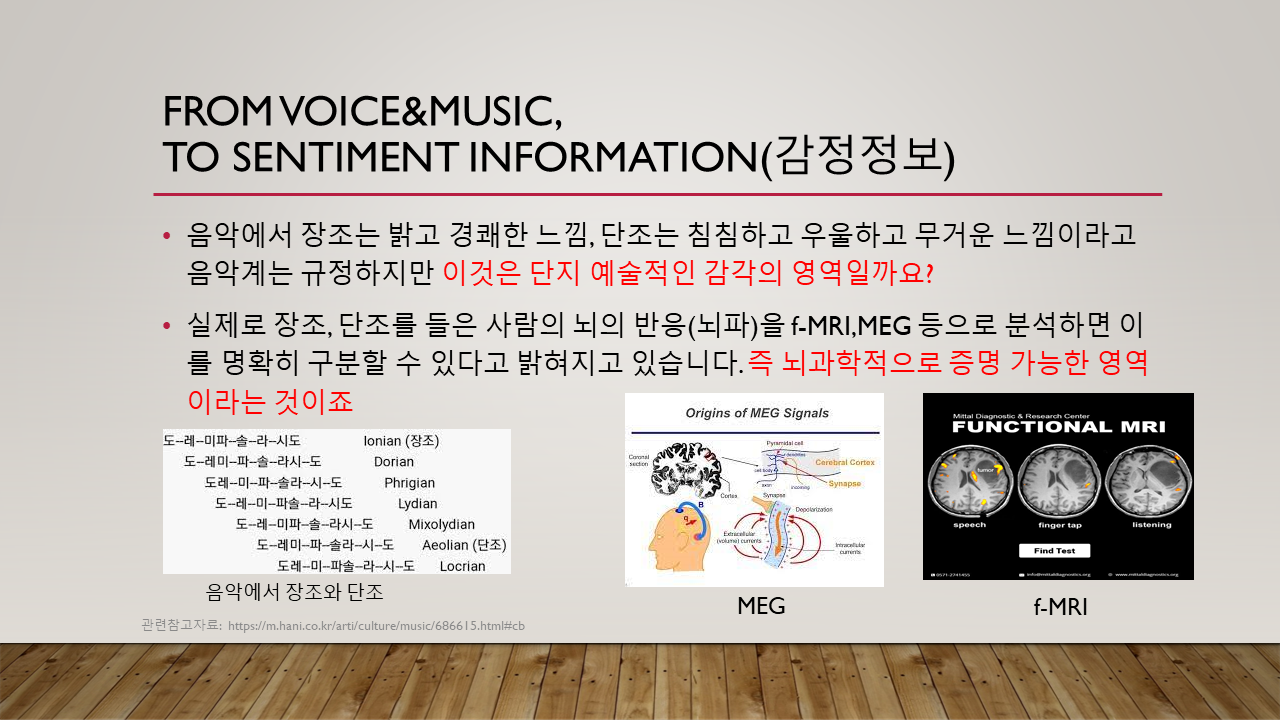 FROM VOICE&MUSIC,
TO SENTIMENT INFORMATION(감정정보)
• 음악에서 장조는 밝고 경쾌한 느낌, 단조는 침침하고 우울하고 무거운 느낌이라고
음악계는 규정하지만 이것은 단지 예술적인 감각의 영역일까요?
• 실제로 장조, 단조를 들은 사람의 뇌의 반응(뇌파)을 f-MRI,MEG 등으로 분석하면 이
를 명확히 구분할 수 있다고 밝혀지고 있습니다. 즉 뇌과학적으로 증명 가능한 영역
이라는 것이죠
도--레--미파--솔--라--시도 Ionian (장조)
도--레미--파--솔--라시--도 Dorian
도레--미--파--솔라--시--도 Phrigian
도--레--미--파솔--라--시도 Lydian
도--레--미파--솔--라시--도 Mixolydian
도--레미--파--솔라--시--도 Aeolian (단조)
도레--미--파솔--라--시--도 Locrian
음악에서 장조와 단조
Origins of MEG Signals
Coronal
section
Pyramidal cell
dendrites
cell body
Cerebral Cortex
Synapse
axon
incoming
Cortex
Synapse
B
q
Depolarization
Extracellular
(volume) currents
Intracellular
currents
MEG
Mittal Diagnostic & Research Center
FUNCTIONAL MRI
tumor
speech
finger tap
listening
Find Test
0571-2741455
info@mittaldiagnostics.org
www.mittaldiagnostics.org
f-MRI
관련참고자료: https://m.hani.co.kr/arti/culture/music/686615.html#cb